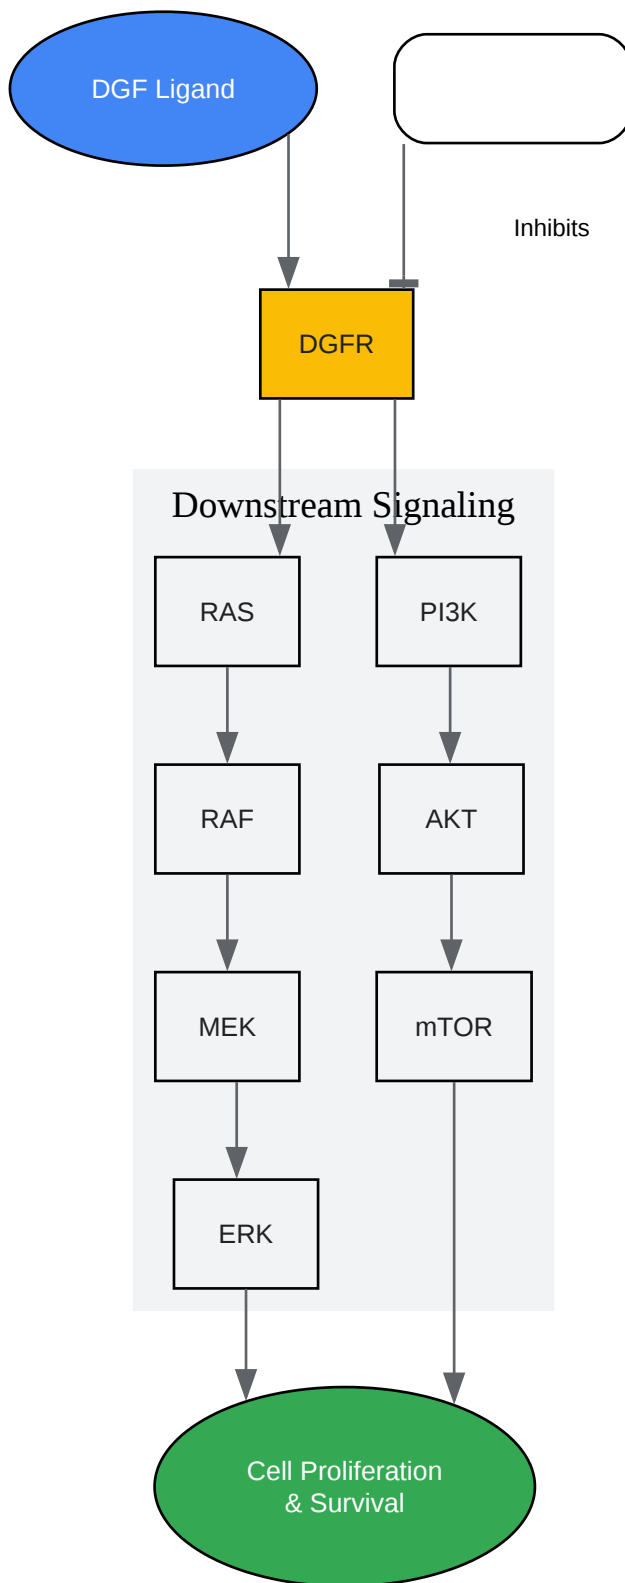 DGF Ligand
Inhibits
DGFR
Downstream Signaling
RAS
PI3K
RAF
AKT
MEK
mTOR
ERK
Cell Proliferation
& Survival